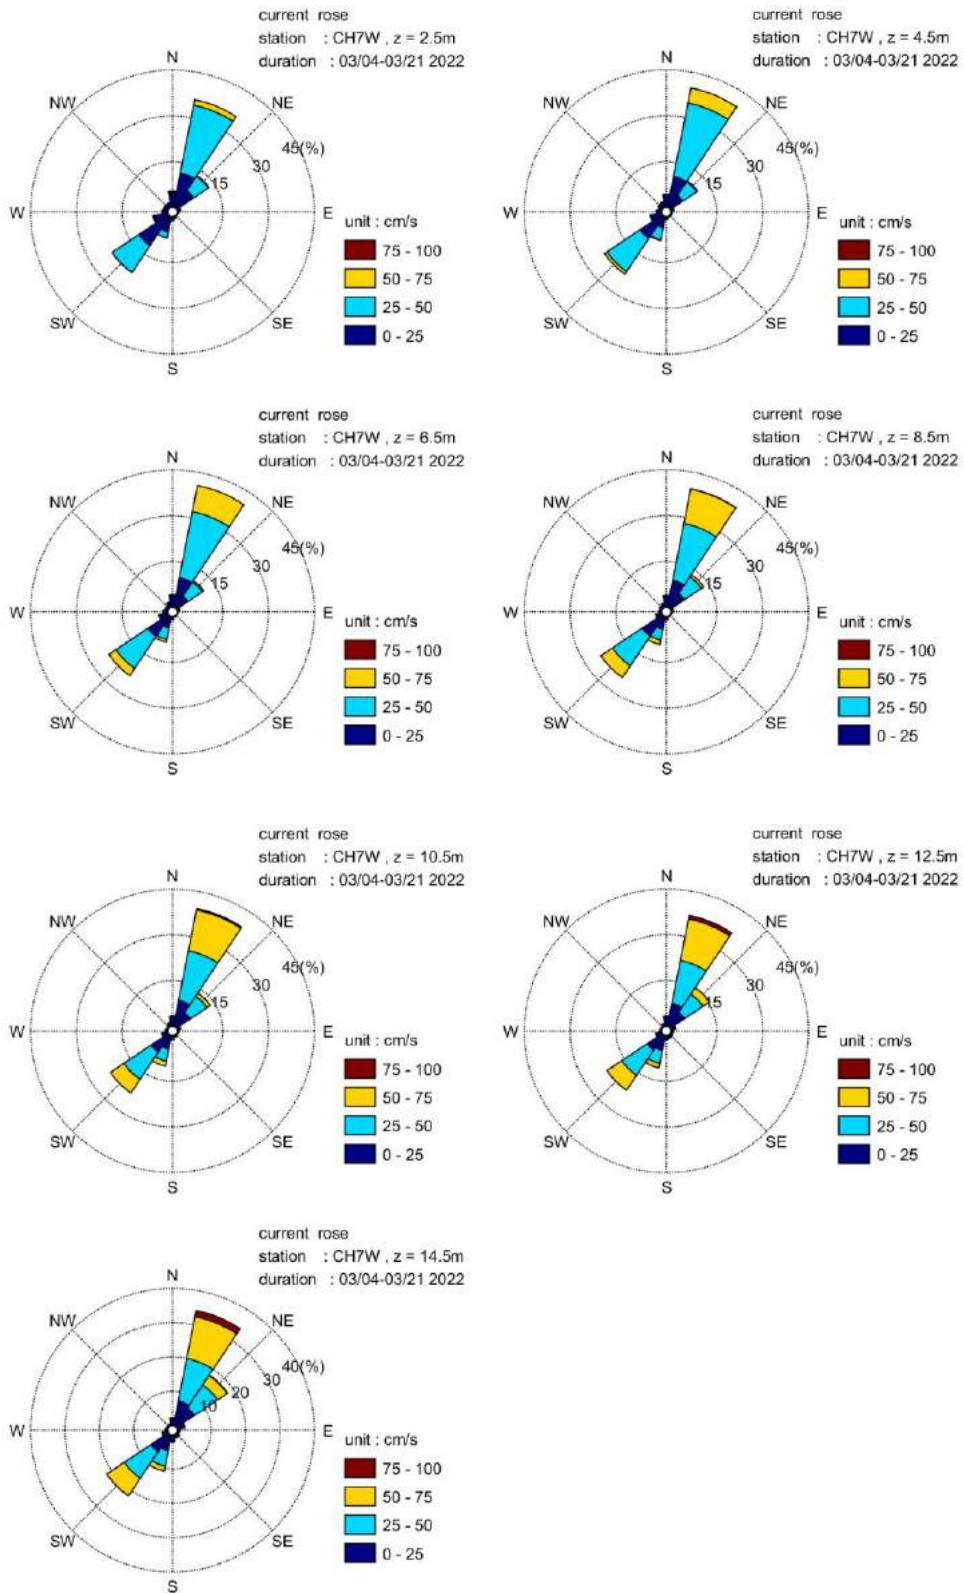 current rose
station : CH7W , z = 2.5m
duration : 03/04-03/21 2022
N
NW
NE
45(%)
30
15
W
E
unit : cm/s
75 - 100
50 - 75
25 - 50
0 - 25
SW
SE
S
current rose
station : CH7W , z = 4.5m
duration : 03/04-03/21 2022
N
NW
NE
45(%)
30
15
W
E
unit : cm/s
75 - 100
50 - 75
25 - 50
0 - 25
SW
SE
S
current rose
station : CH7W , z = 6.5m
duration : 03/04-03/21 2022
N
NW
NE
45(%)
30
15
W
E
unit : cm/s
75 - 100
50 - 75
25 - 50
0 - 25
SW
SE
S
current rose
station : CH7W , z = 8.5m
duration : 03/04-03/21 2022
N
NW
NE
45(%)
30
15
W
E
unit : cm/s
75 - 100
50 - 75
25 - 50
0 - 25
SW
SE
S
current rose
station : CH7W , z = 10.5m
duration : 03/04-03/21 2022
N
NW
NE
45(%)
30
15
W
E
unit : cm/s
75 - 100
50 - 75
25 - 50
0 - 25
SW
SE
S
current rose
station : CH7W , z = 12.5m
duration : 03/04-03/21 2022
N
NW
NE
45(%)
30
15
W
E
unit : cm/s
75 - 100
50 - 75
25 - 50
0 - 25
SW
SE
S
current rose
station : CH7W , z = 14.5m
duration : 03/04-03/21 2022
N
NW
NE
40(%)
30
20
10
W
E
unit : cm/s
75 - 100
50 - 75
25 - 50
0 - 25
SW
SE
S